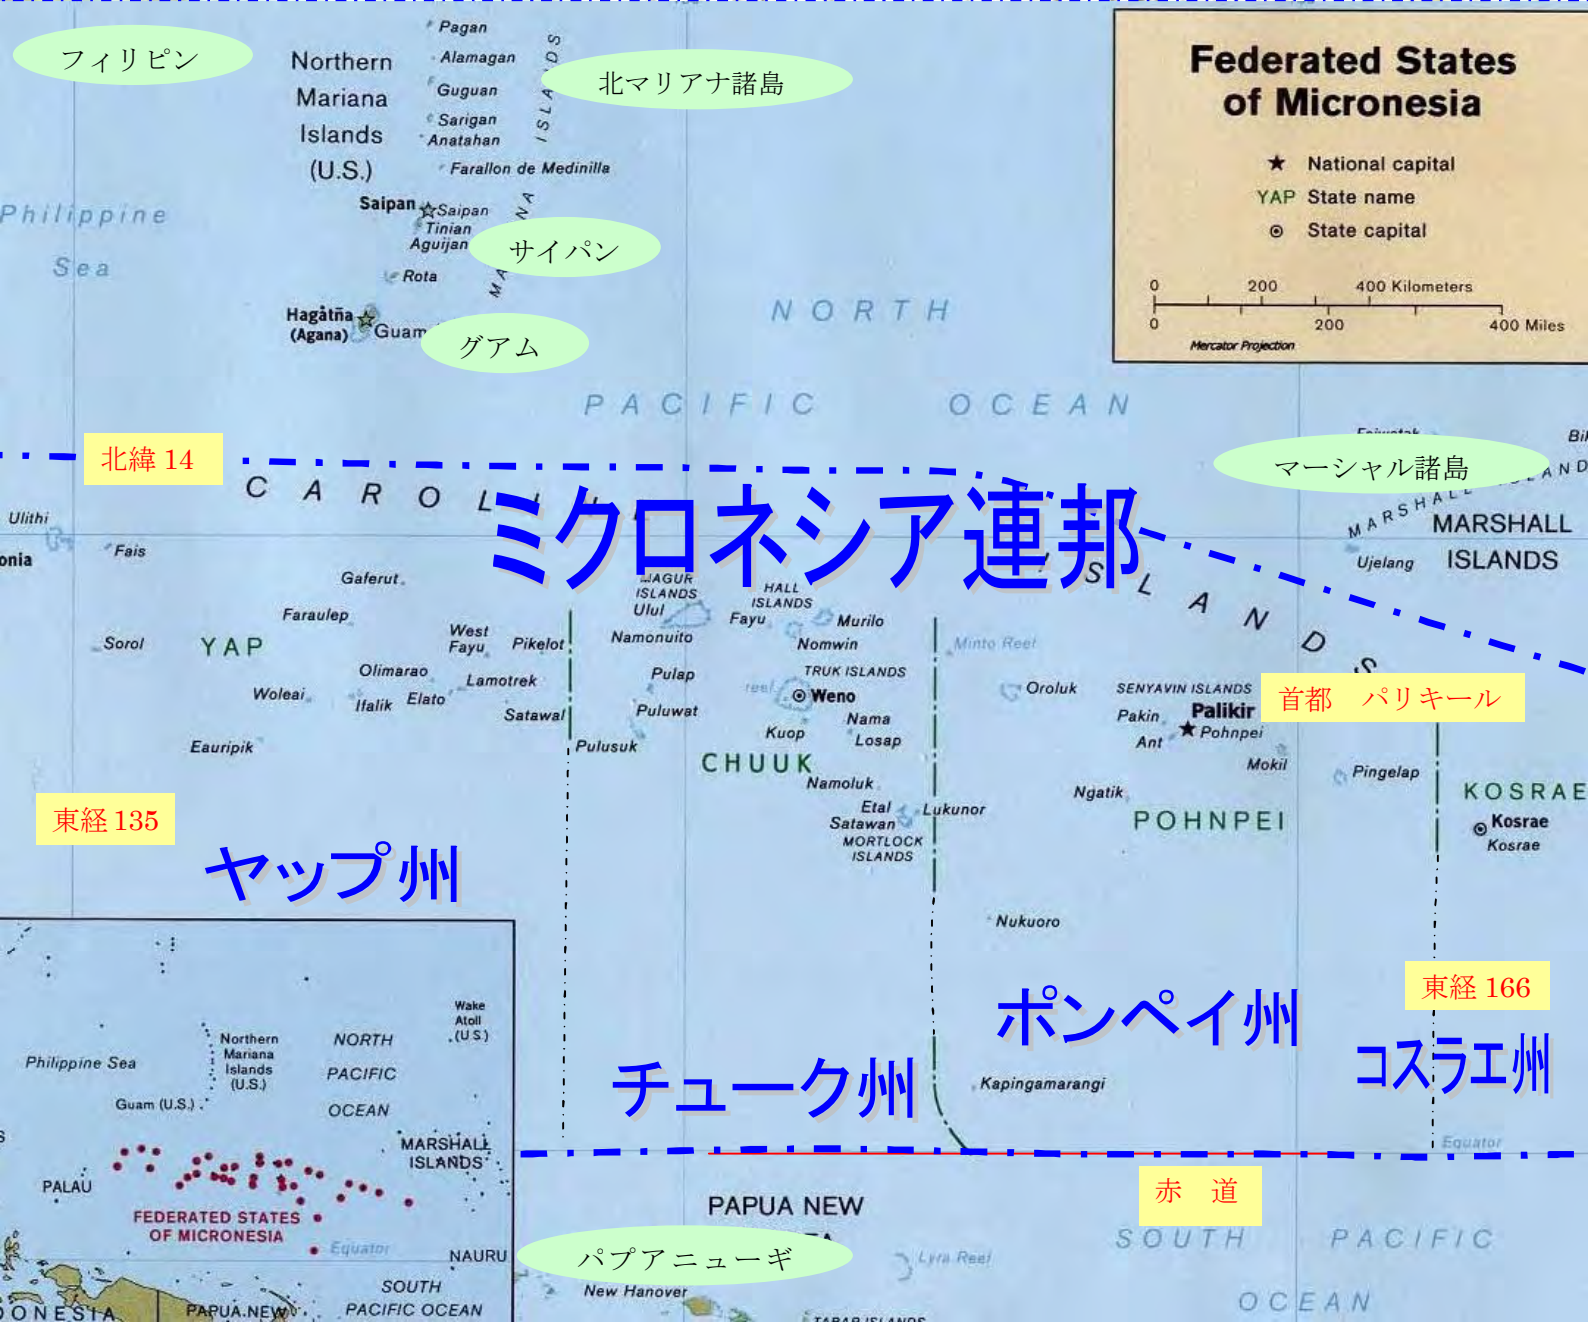 フィリピン
Northern
Mariana
Islands
(U.S.)
Pagan
Alamagan
Guguan
Sarigan
Anatahan
Farallon de Medinilla
ISLANDS
北マリアナ諸島
Saipan
Saipan
Tinian
Aguijan
サイパン
Rota
Hagåtña
(Agana)
Guam
グアム
Philippine
Sea
Federated States
of Micronesia
National capital
YAP State name
State capital
0 200 400 Kilometers
0 200 400 Miles
Mercator Projection
NORTH
PACIFIC OCEAN
北緯 14
マーシャル諸島
MARSHALL
ISLANDS
Ujelang
ミクロネシア連邦
Ulithi
Fais
Gaferut
Faraulep
Sorol
YAP
West
Fayu
Pikelot
Olimarao
Lamotrek
Woleai
Ifalik
Elato
Satawal
Eauripik
ISLANDS
Ulul
Namonuito
HALL
ISLANDS
Fayu
Murilo
Nomwin
Pulap
TRUK ISLANDS
reef
Weno
Puluwat
Nama
Kuop
Losap
Pulusuk
CHUUK
Namoluk
Etal
Lukunor
Satawan
MORTLOCK
ISLANDS
Minto Reef
Oroluk
SENYAVIN ISLANDS
首都 パリキール
Pakin
Palikir
Ant
Pohnpei
Mokil
Pingelap
Ngatik
POHNPEI
KOSRAE
Kosrae
Kosrae
東経 135
ヤップ州
Nukuoro
東経 166
ポンペイ州
コスラエ州
チューク州
Kapingamarangi
Equator
赤 道
PAPUA NEW
パプアニューギ
Lyra Reef
New Hanover
SOUTH PACIFIC
OCEAN
Wake
Atoll
(U.S.)
Northern
Mariana
Islands
(U.S.)
NORTH
PACIFIC
OCEAN
Philippine Sea
Guam (U.S.)
MARSHALL
ISLANDS
PALAU
FEDERATED STATES
OF MICRONESIA
Equator
NAURU
SOUTH
PACIFIC OCEAN
PAPUA NEW